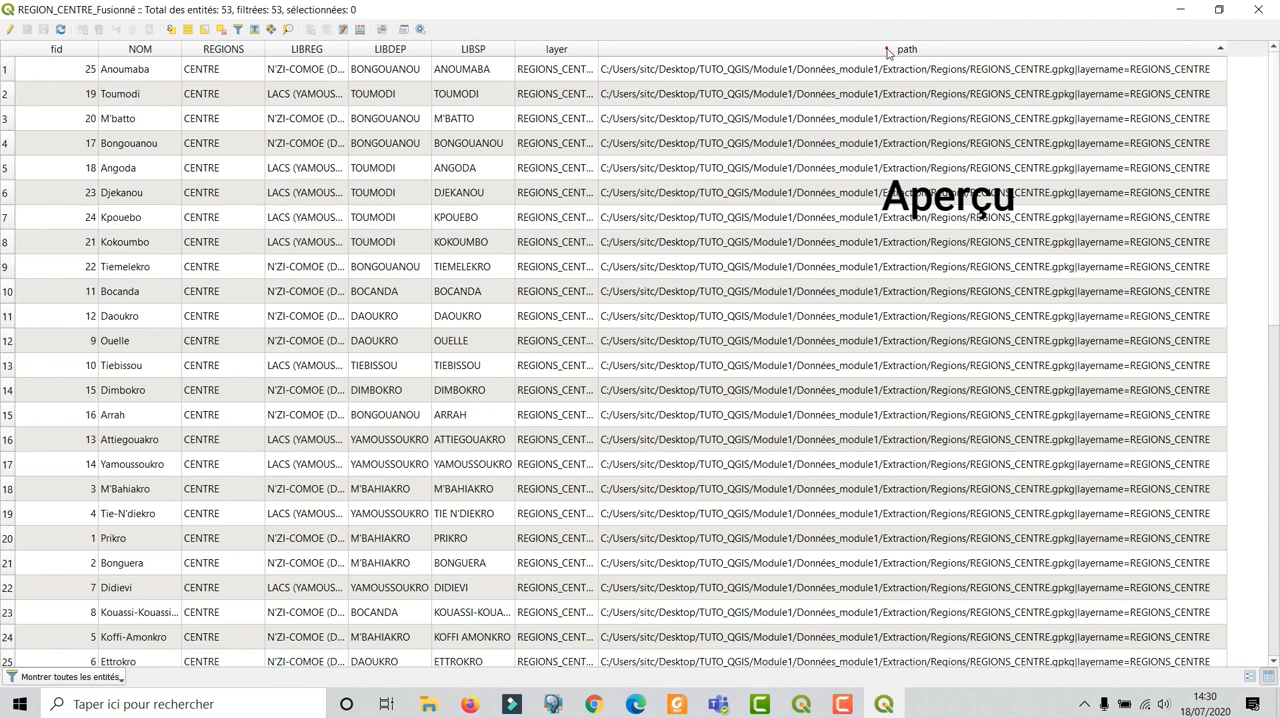 REGION_CENTRE_Fusionné :: Total des entités: 53, filtrées: 53, sélectionnées: 0
fid NOM REGIONS LIBREG LIBDEP LIBSP layer path
1 25 Anoumaba CENTRE N'ZI-COMOE (D... BONGOUANOU ANOUMABA REGIONS_CENT... C:/Users/sitc/Desktop/TUTO_QGIS/Module1/Données_module1/Extraction/Regions/REGIONS_CENTRE.gpkg|layername=REGIONS_CENTRE
2 19 Toumodi CENTRE LACS (YAMOUS... TOUMODI TOUMODI REGIONS_CENT... C:/Users/sitc/Desktop/TUTO_QGIS/Module1/Données_module1/Extraction/Regions/REGIONS_CENTRE.gpkg|layername=REGIONS_CENTRE
3 20 M'batto CENTRE N'ZI-COMOE (D... BONGOUANOU M'BATTO REGIONS_CENT... C:/Users/sitc/Desktop/TUTO_QGIS/Module1/Données_module1/Extraction/Regions/REGIONS_CENTRE.gpkg|layername=REGIONS_CENTRE
4 17 Bongouanou CENTRE N'ZI-COMOE (D... BONGOUANOU BONGOUANOU REGIONS_CENT... C:/Users/sitc/Desktop/TUTO_QGIS/Module1/Données_module1/Extraction/Regions/REGIONS_CENTRE.gpkg|layername=REGIONS_CENTRE
5 18 Angoda CENTRE LACS (YAMOUS... TOUMODI ANGODA REGIONS_CENT... C:/Users/sitc/Desktop/TUTO_QGIS/Module1/Données_module1/Extraction/Regions/REGIONS_CENTRE.gpkg|layername=REGIONS_CENTRE
6 23 Djekanou CENTRE LACS (YAMOUS... TOUMODI DJEKANOU REGIONS_CENT... C:/Users/sitc/Desktop/TUTO_QGIS/Module1/Données_module1/Extraction/Regions/REGIONS_CENTRE.gpkg|layername=REGIONS_CENTRE
Aperçu
7 24 Kpouebo CENTRE LACS (YAMOUS... TOUMODI KPOUEBO REGIONS_CENT... C:/Users/sitc/Desktop/TUTO_QGIS/Module1/Données_module1/Extraction/Regions/REGIONS_CENTRE.gpkg|layername=REGIONS_CENTRE
8 21 Kokoumbo CENTRE LACS (YAMOUS... TOUMODI KOKOUMBO REGIONS_CENT... C:/Users/sitc/Desktop/TUTO_QGIS/Module1/Données_module1/Extraction/Regions/REGIONS_CENTRE.gpkg|layername=REGIONS_CENTRE
9 22 Tiemelekro CENTRE N'ZI-COMOE (D... BONGOUANOU TIEMELEKRO REGIONS_CENT... C:/Users/sitc/Desktop/TUTO_QGIS/Module1/Données_module1/Extraction/Regions/REGIONS_CENTRE.gpkg|layername=REGIONS_CENTRE
10 11 Bocanda CENTRE N'ZI-COMOE (D... BOCANDA BOCANDA REGIONS_CENT... C:/Users/sitc/Desktop/TUTO_QGIS/Module1/Données_module1/Extraction/Regions/REGIONS_CENTRE.gpkg|layername=REGIONS_CENTRE
11 12 Daoukro CENTRE N'ZI-COMOE (D... DAOUKRO DAOUKRO REGIONS_CENT... C:/Users/sitc/Desktop/TUTO_QGIS/Module1/Données_module1/Extraction/Regions/REGIONS_CENTRE.gpkg|layername=REGIONS_CENTRE
12 9 Ouelle CENTRE N'ZI-COMOE (D... DAOUKRO OUELLE REGIONS_CENT... C:/Users/sitc/Desktop/TUTO_QGIS/Module1/Données_module1/Extraction/Regions/REGIONS_CENTRE.gpkg|layername=REGIONS_CENTRE
13 10 Tiebissou CENTRE LACS (YAMOUS... TIEBISSOU TIEBISSOU REGIONS_CENT... C:/Users/sitc/Desktop/TUTO_QGIS/Module1/Données_module1/Extraction/Regions/REGIONS_CENTRE.gpkg|layername=REGIONS_CENTRE
14 15 Dimbokro CENTRE N'ZI-COMOE (D... DIMBOKRO DIMBOKRO REGIONS_CENT... C:/Users/sitc/Desktop/TUTO_QGIS/Module1/Données_module1/Extraction/Regions/REGIONS_CENTRE.gpkg|layername=REGIONS_CENTRE
15 16 Arrah CENTRE N'ZI-COMOE (D... BONGOUANOU ARRAH REGIONS_CENT... C:/Users/sitc/Desktop/TUTO_QGIS/Module1/Données_module1/Extraction/Regions/REGIONS_CENTRE.gpkg|layername=REGIONS_CENTRE
16 13 Attiegouakro CENTRE LACS (YAMOUS... YAMOUSSOUKRO ATTIEGOUAKRO REGIONS_CENT... C:/Users/sitc/Desktop/TUTO_QGIS/Module1/Données_module1/Extraction/Regions/REGIONS_CENTRE.gpkg|layername=REGIONS_CENTRE
17 14 Yamoussoukro CENTRE LACS (YAMOUS... YAMOUSSOUKRO YAMOUSSOUKRO REGIONS_CENT... C:/Users/sitc/Desktop/TUTO_QGIS/Module1/Données_module1/Extraction/Regions/REGIONS_CENTRE.gpkg|layername=REGIONS_CENTRE
18 3 M'Bahiakro CENTRE N'ZI-COMOE (D... M'BAHIAKRO M'BAHIAKRO REGIONS_CENT... C:/Users/sitc/Desktop/TUTO_QGIS/Module1/Données_module1/Extraction/Regions/REGIONS_CENTRE.gpkg|layername=REGIONS_CENTRE
19 4 Tie-N'diekro CENTRE LACS (YAMOUS... YAMOUSSOUKRO TIE N'DIEKRO REGIONS_CENT... C:/Users/sitc/Desktop/TUTO_QGIS/Module1/Données_module1/Extraction/Regions/REGIONS_CENTRE.gpkg|layername=REGIONS_CENTRE
20 1 Prikro CENTRE N'ZI-COMOE (D... M'BAHIAKRO PRIKRO REGIONS_CENT... C:/Users/sitc/Desktop/TUTO_QGIS/Module1/Données_module1/Extraction/Regions/REGIONS_CENTRE.gpkg|layername=REGIONS_CENTRE
21 2 Bonguera CENTRE N'ZI-COMOE (D... M'BAHIAKRO BONGUERA REGIONS_CENT... C:/Users/sitc/Desktop/TUTO_QGIS/Module1/Données_module1/Extraction/Regions/REGIONS_CENTRE.gpkg|layername=REGIONS_CENTRE
22 7 Didievi CENTRE LACS (YAMOUS... YAMOUSSOUKRO DIDIEVI REGIONS_CENT... C:/Users/sitc/Desktop/TUTO_QGIS/Module1/Données_module1/Extraction/Regions/REGIONS_CENTRE.gpkg|layername=REGIONS_CENTRE
23 8 Kouassi-Kouassi... CENTRE N'ZI-COMOE (D... BOCANDA KOUASSI-KOUA... REGIONS_CENT... C:/Users/sitc/Desktop/TUTO_QGIS/Module1/Données_module1/Extraction/Regions/REGIONS_CENTRE.gpkg|layername=REGIONS_CENTRE
24 5 Koffi-Amonkro CENTRE N'ZI-COMOE (D... M'BAHIAKRO KOFFI AMONKRO REGIONS_CENT... C:/Users/sitc/Desktop/TUTO_QGIS/Module1/Données_module1/Extraction/Regions/REGIONS_CENTRE.gpkg|layername=REGIONS_CENTRE
25 6 Ettrokro CENTRE N'ZI-COMOE (D... DAOUKRO ETTROKRO REGIONS_CENT... C:/Users/sitc/Desktop/TUTO_QGIS/Module1/Données_module1/Extraction/Regions/REGIONS_CENTRE.gpkg|layername=REGIONS_CENTRE
Montrer toutes les entités
Taper ici pour rechercher
14:30
18/07/2020